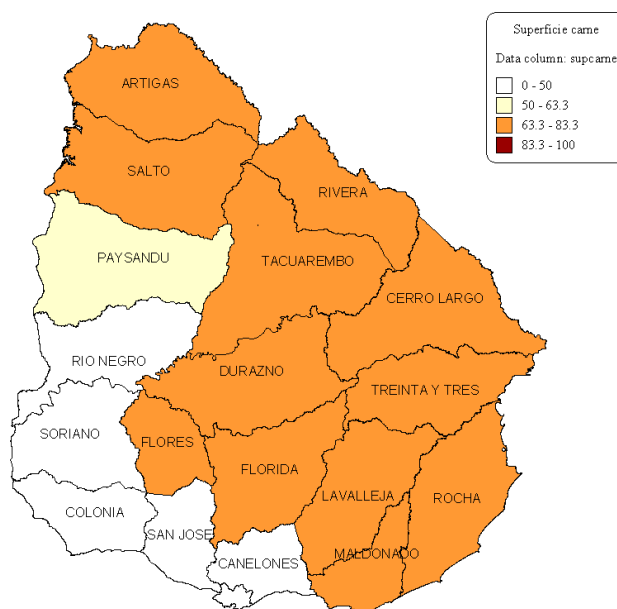 Superficie carne
Data column: supcarne
0 - 50
50 - 63.3
63.3 - 83.3
83.3 - 100
ARTIGAS
SALTO
RIVERA
PAYSANDU
TACUAREMBO
CERRO LARGO
RIO NEGRO
DURAZNO
TREINTA Y TRES
SORIANO
FLORES
FLORIDA
LAVALLEJA
ROCHA
COLONIA
SAN JOSE
CANELONES
MALDONADO